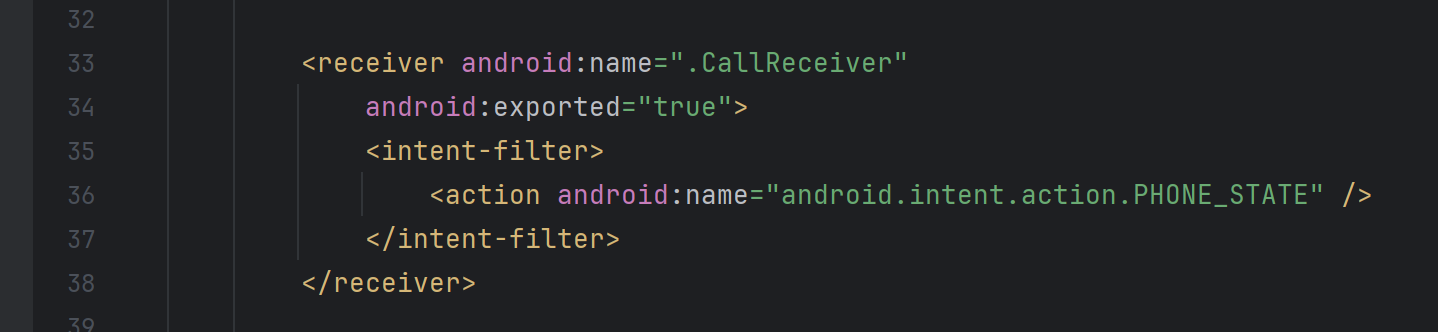 32
33 <receiver android:name=".CallReceiver"
34 android:exported="true">
35 <intent-filter>
36 <action android:name="android.intent.action.PHONE_STATE" />
37 </intent-filter>
38 </receiver>
39